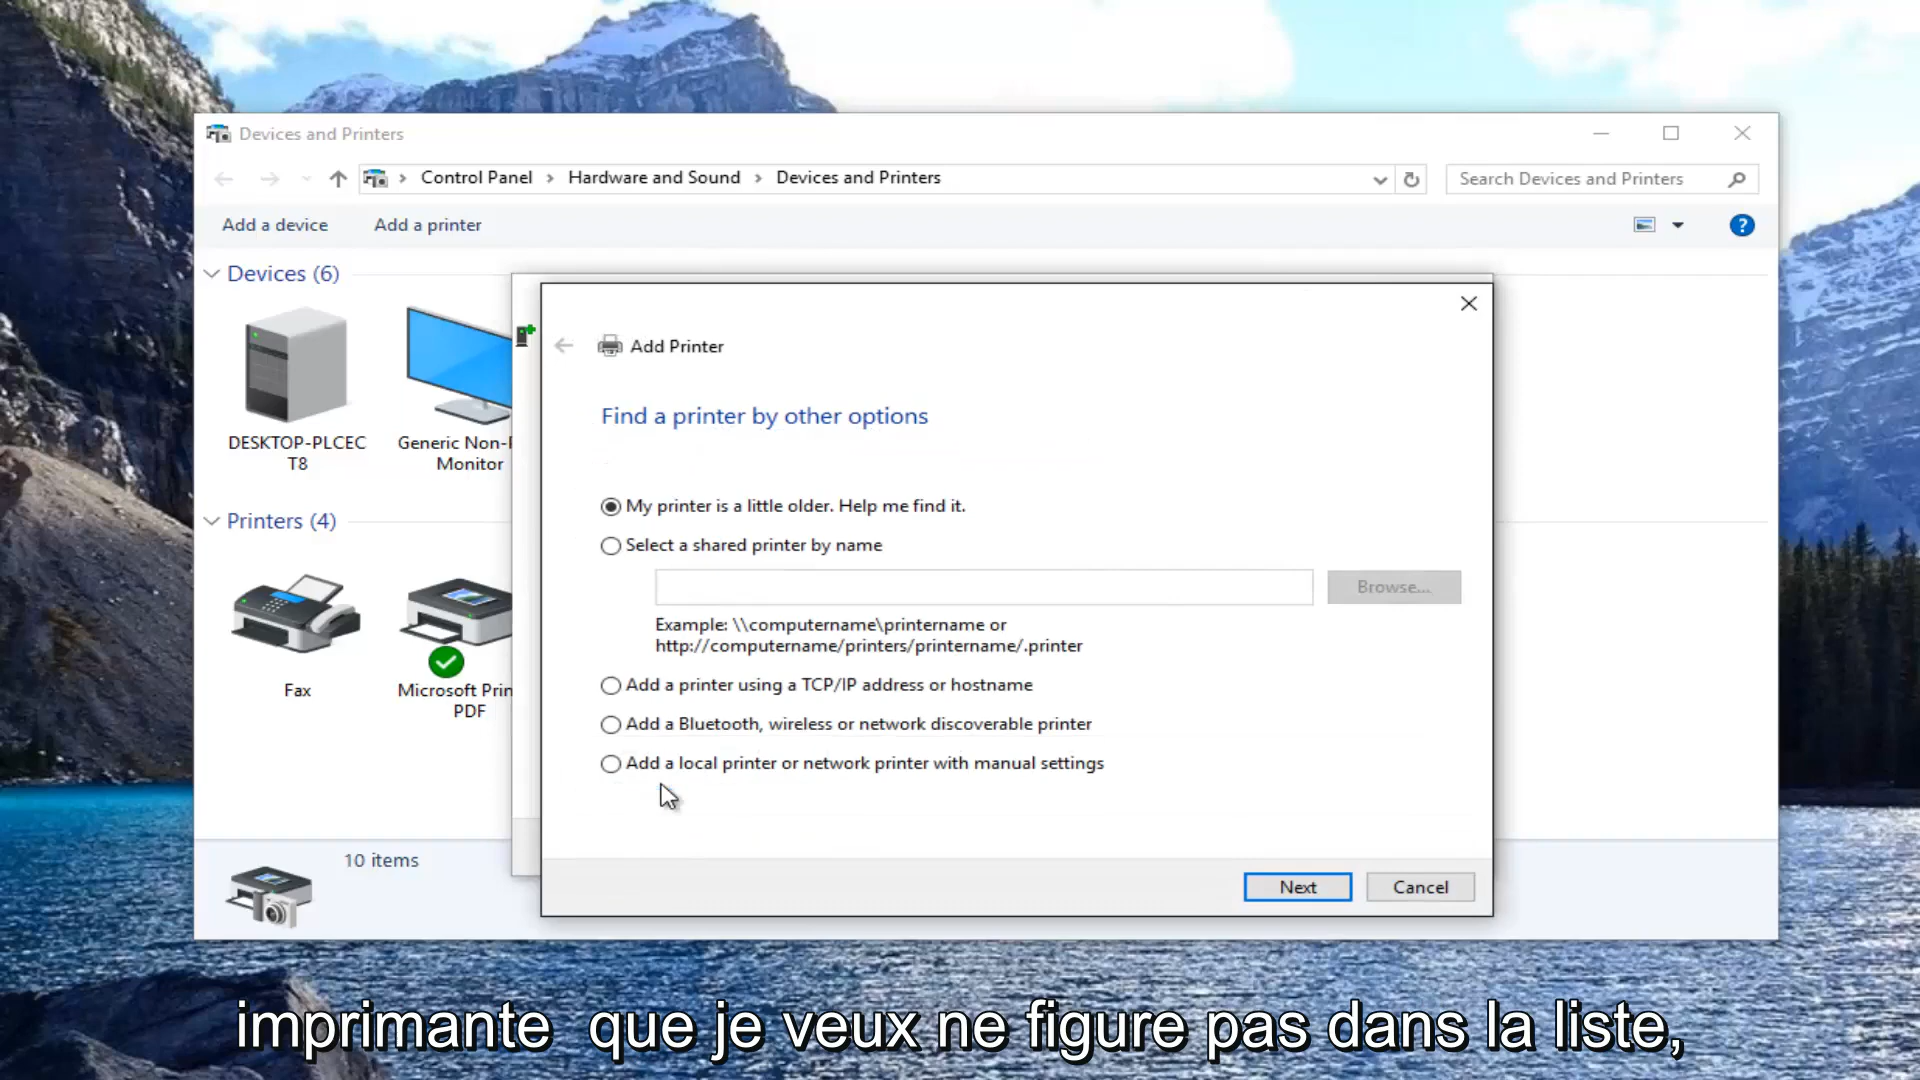 Devices and Printers
Control Panel > Hardware and Sound > Devices and Printers
Search Devices and Printers
Add a device
Add a printer
?
Devices (6)
DESKTOP-PLCEC
T8
Generic Non-
Monitor
Printers (4)
Fax
Microsoft Prin
PDF
10 items
Add Printer
Find a printer by other options
My printer is a little older. Help me find it.
Select a shared printer by name
Browse...
Example: \\computername\printername or
http://computername/printers/printername/.printer
Add a printer using a TCP/IP address or hostname
Add a Bluetooth, wireless or network discoverable printer
Add a local printer or network printer with manual settings
Next
Cancel
imprimante que je veux ne figure pas dans la liste,